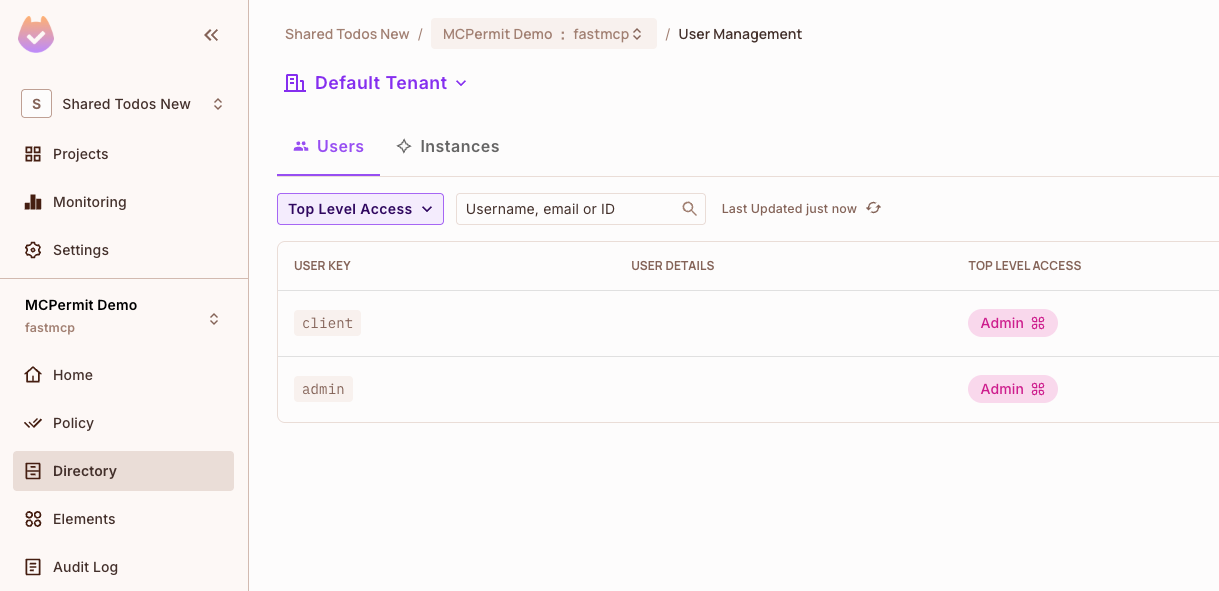 Shared Todos New / MCPermit Demo : fastmcp / User Management
S Shared Todos New
Default Tenant
Projects
Monitoring
Settings
MCPermit Demo
fastmcp
Home
Policy
Directory
Elements
Audit Log
Users Instances
Top Level Access Username, email or ID Last Updated just now
USER KEY USER DETAILS TOP LEVEL ACCESS
client Admin
admin Admin